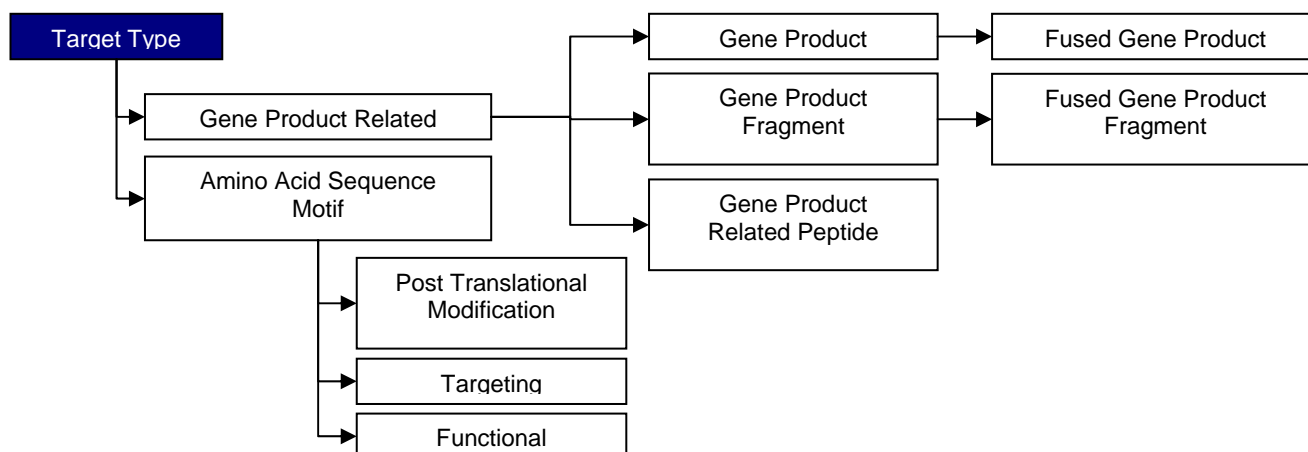 Target Type
Gene Product
Fused Gene Product
Gene Product Related
Gene Product
Fragment
Fused Gene Product
Fragment
Amino Acid Sequence
Motif
Gene Product
Related Peptide
Post Translational
Modification
Targeting
Functional